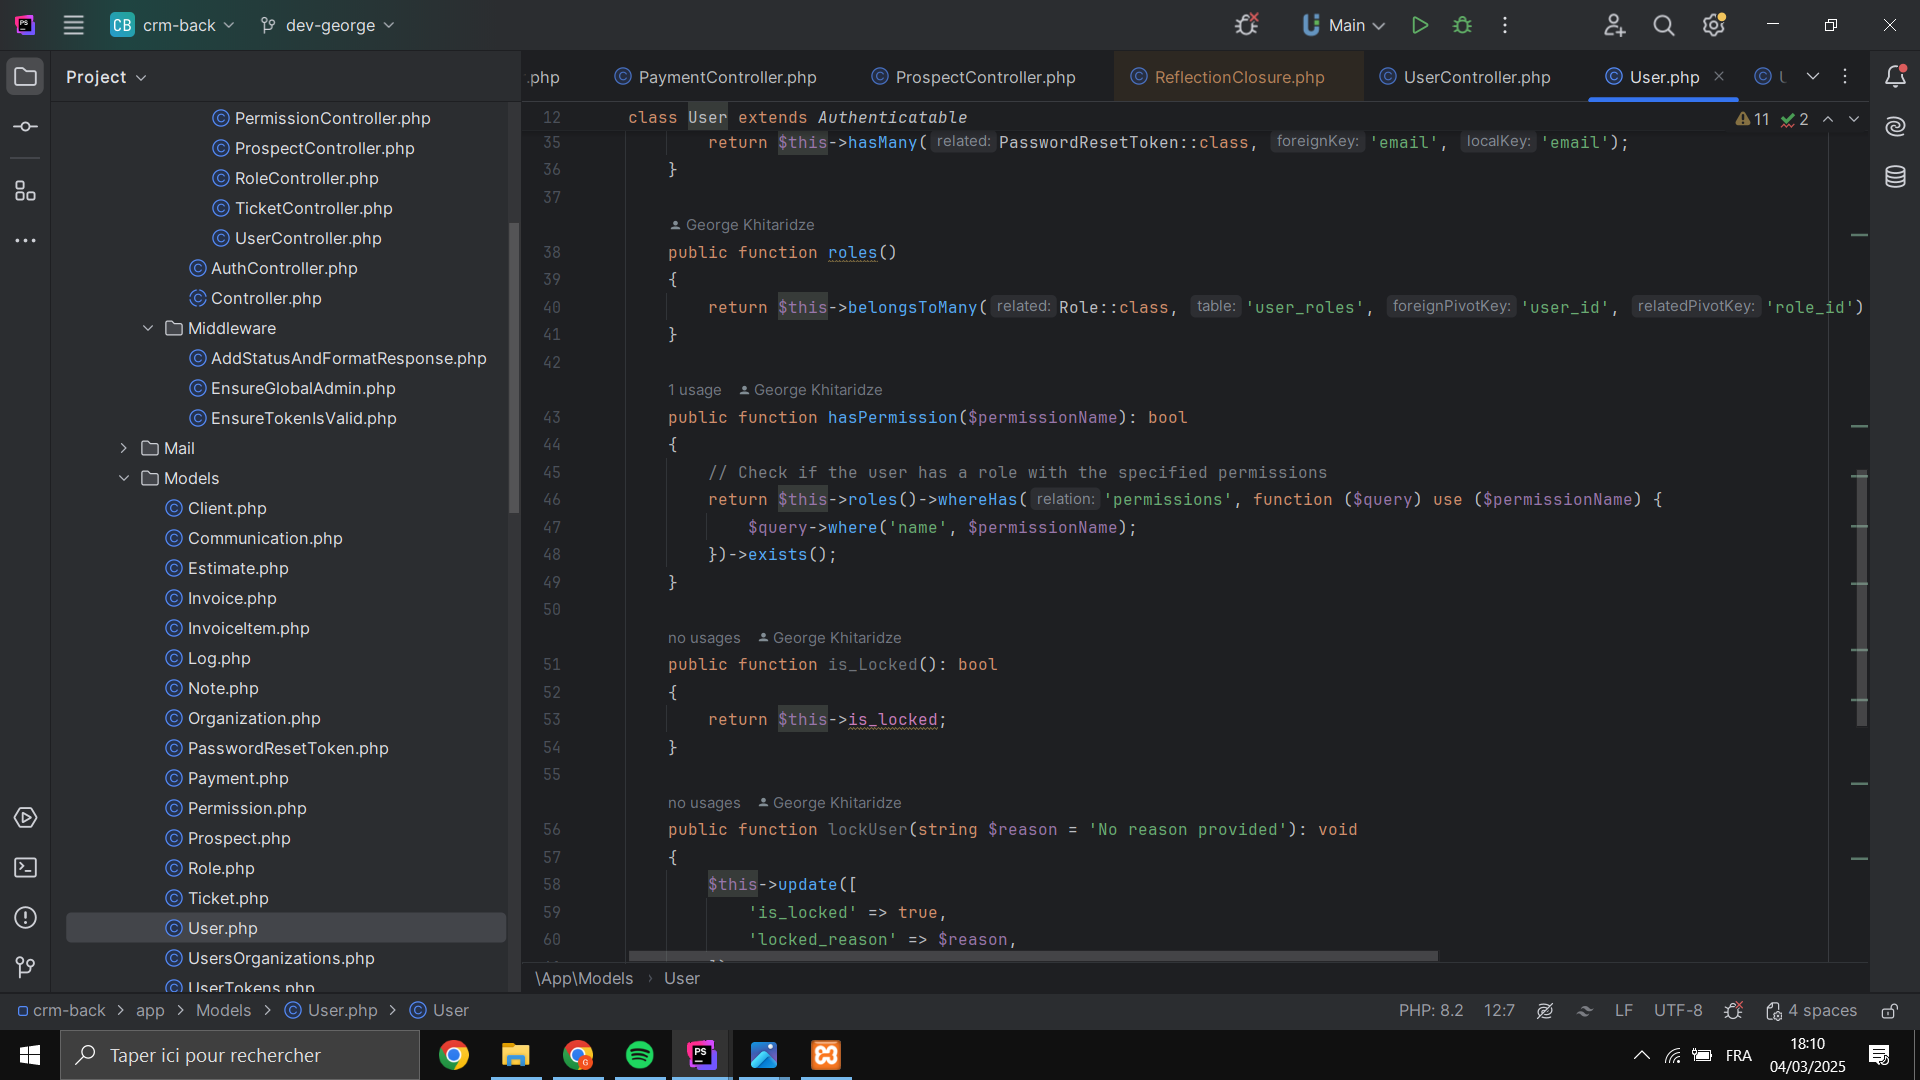 CB crm-back dev-george Main
Project
.php PaymentController.php ProspectController.php ReflectionClosure.php UserController.php User.php
PermissionController.php
ProspectController.php
RoleController.php
TicketController.php
UserController.php
AuthController.php
Controller.php
Middleware
AddStatusAndFormatResponse.php
EnsureGlobalAdmin.php
EnsureTokenIsValid.php
Mail
Models
Client.php
Communication.php
Estimate.php
Invoice.php
InvoiceItem.php
Log.php
Note.php
Organization.php
PasswordResetToken.php
Payment.php
Permission.php
Prospect.php
Role.php
Ticket.php
User.php
UsersOrganizations.php
UserTokens.php
12 class User extends Authenticatable 11 2
35 return $this->hasMany( related: PasswordResetToken::class, foreignKey: 'email', localKey: 'email');
36 }
37
George Khitaridze
38 public function roles()
39 {
40 return $this->belongsToMany( related: Role::class, table: 'user_roles', foreignPivotKey: 'user_id', relatedPivotKey: 'role_id')
41 }
42
1 usage George Khitaridze
43 public function hasPermission($permissionName): bool
44 {
45 // Check if the user has a role with the specified permissions
46 return $this->roles()->whereHas( relation: 'permissions', function ($query) use ($permissionName) {
47 $query->where('name', $permissionName);
48 })->exists();
49 }
50
no usages George Khitaridze
51 public function is_Locked(): bool
52 {
53 return $this->is_locked;
54 }
55
no usages George Khitaridze
56 public function lockUser(string $reason = 'No reason provided'): void
57 {
58 $this->update([
59 'is_locked' => true,
60 'locked_reason' => $reason,
\App\Models › User
crm-back > app > Models > User.php > User PHP: 8.2 12:7 LF UTF-8 4 spaces
Taper ici pour rechercher
FRA
18:10
04/03/2025